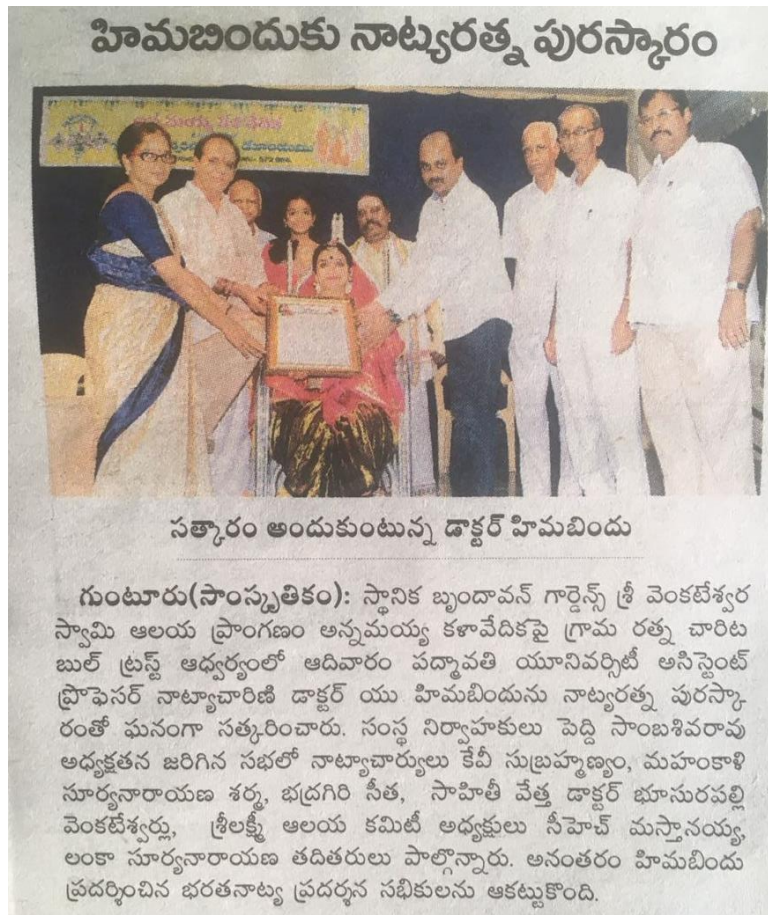 హిమబిందుకు నాట్యరత్న పురస్కారం
సత్కారం అందుకుంటున్న డాక్టర్ హిమబిందు
గుంటూరు(సాంస్కృతికం): స్థానిక బృందావన్ గార్డెన్స్ శ్రీ వెంకటేశ్వర
స్వామి ఆలయ ప్రాంగణం అన్నమయ్య కళావేదికపై గ్రామ రత్న చారిట
బుల్ ట్రస్ట్ ఆధ్వర్యంలో ఆదివారం పద్మావతి యూనివర్సిటీ అసిస్టెంట్
ప్రొఫెసర్ నాట్యాచారిణి డాక్టర్ యు హిమబిందును నాట్యరత్న పురస్కా
రంతో ఘనంగా సత్కరించారు. సంస్థ నిర్వాహకులు పెద్ది సాంబశివరావు
అధ్యక్షతన జరిగిన సభలో నాట్యాచార్యులు కేవీ సుబ్రహ్మణ్యం, మహంకాళి
సూర్యనారాయణ శర్మ, భద్రగిరి సీత, సాహితీ వేత్త డాక్టర్ భూసురపల్లి
వెంకటేశ్వర్లు, శ్రీలక్ష్మీ ఆలయ కమిటీ అధ్యక్షులు సీహెచ్ మస్తానయ్య,
లంకా సూర్యనారాయణ తదితరులు పాల్గొన్నారు. అనంతరం హిమబిందు
ప్రదర్శించిన భరతనాట్య ప్రదర్శన సభికులను ఆకట్టుకొంది.